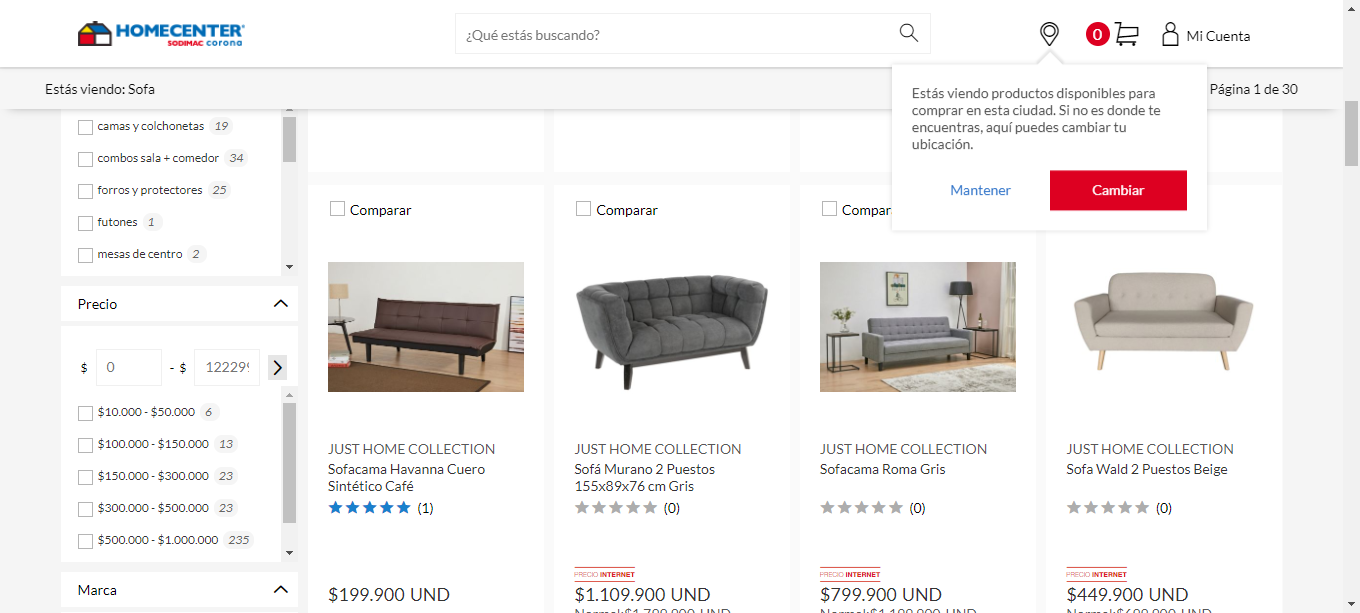 HOMECENTER
SODIMAC corona
¿Qué estás buscando?
0
Mi Cuenta
Estás viendo: Sofa
Página 1 de 30
Estás viendo productos disponibles para
comprar en esta ciudad. Si no es donde te
encuentras, aquí puedes cambiar tu
ubicación.
Mantener
Cambiar
camas y colchonetas 19
combos sala + comedor 34
forros y protectores 25
futones 1
mesas de centro 2
Precio
$ 0 - $ 12229
$10.000 - $50.000 6
$100.000 - $150.000 13
$150.000 - $300.000 23
$300.000 - $500.000 23
$500.000 - $1.000.000 235
Marca
Comparar
JUST HOME COLLECTION
Sofacama Havanna Cuero
Sintético Café
(1)
$199.900 UND
Comparar
JUST HOME COLLECTION
Sofá Murano 2 Puestos
155x89x76 cm Gris
(0)
PRECIO INTERNET
$1.109.900 UND
Normal:$1.799.900 UND
Compar
JUST HOME COLLECTION
Sofacama Roma Gris
(0)
PRECIO INTERNET
$799.900 UND
Normal:$1.199.900 UND
JUST HOME COLLECTION
Sofa Wald 2 Puestos Beige
(0)
PRECIO INTERNET
$449.900 UND
Normal:$699.900 UND